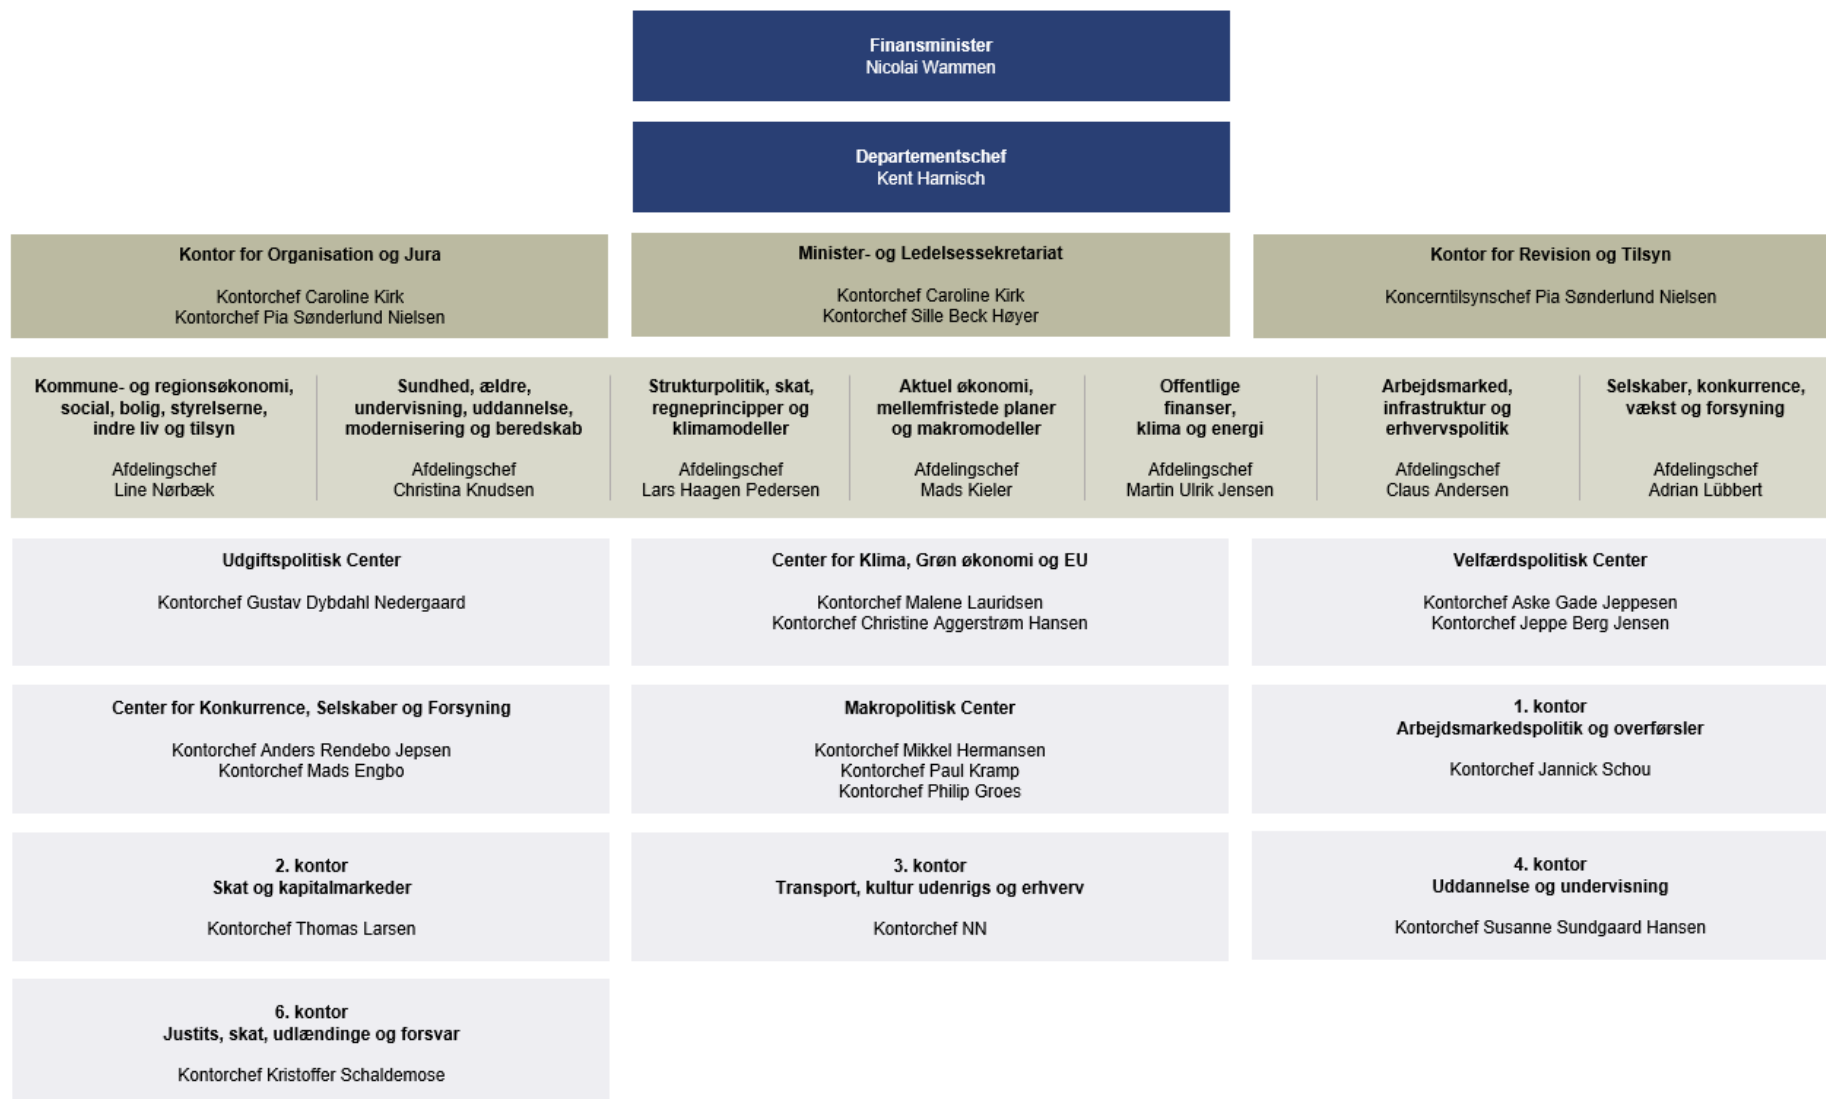 Finansminister
Nicolai Wammen
Departementschef
Kent Harnisch
Kontor for Organisation og Jura
Kontorchef Caroline Kirk
Kontorchef Pia Sønderlund Nielsen
Minister- og Ledelsessekretariat
Kontorchef Caroline Kirk
Kontorchef Sille Beck Høyer
Kontor for Revision og Tilsyn
Koncerntilsynschef Pia Sønderlund Nielsen
Kommune- og regionsøkonomi,
social, bolig, styrelserne,
indre liv og tilsyn
Afdelingschef
Line Nørbæk
Sundhed, ældre,
undervisning, uddannelse,
modernisering og beredskab
Afdelingschef
Christina Knudsen
Strukturpolitik, skat,
regneprincipper og
klimamodeller
Afdelingschef
Lars Haagen Pedersen
Aktuel økonomi,
mellemfristede planer
og makromodeller
Afdelingschef
Mads Kieler
Offentlige
finanser,
klima og energi
Afdelingschef
Martin Ulrik Jensen
Arbejdsmarked,
infrastruktur og
erhvervspolitik
Afdelingschef
Claus Andersen
Selskaber, konkurrence,
vækst og forsyning
Afdelingschef
Adrian Lübbert
Udgiftspolitisk Center
Kontorchef Gustav Dybdahl Nedergaard
Center for Klima, Grøn økonomi og EU
Kontorchef Malene Lauridsen
Kontorchef Christine Aggerstrøm Hansen
Velfærdspolitisk Center
Kontorchef Aske Gade Jeppesen
Kontorchef Jeppe Berg Jensen
Center for Konkurrence, Selskaber og Forsyning
Kontorchef Anders Rendebo Jepsen
Kontorchef Mads Engbo
Makropolitisk Center
Kontorchef Mikkel Hermansen
Kontorchef Paul Kramp
Kontorchef Philip Groes
1. kontor
Arbejdsmarkedspolitik og overførsler
Kontorchef Jannick Schou
2. kontor
Skat og kapitalmarkeder
Kontorchef Thomas Larsen
3. kontor
Transport, kultur udenrigs og erhverv
Kontorchef NN
4. kontor
Uddannelse og undervisning
Kontorchef Susanne Sundgaard Hansen
6. kontor
Justits, skat, udlændinge og forsvar
Kontorchef Kristoffer Schaldemose